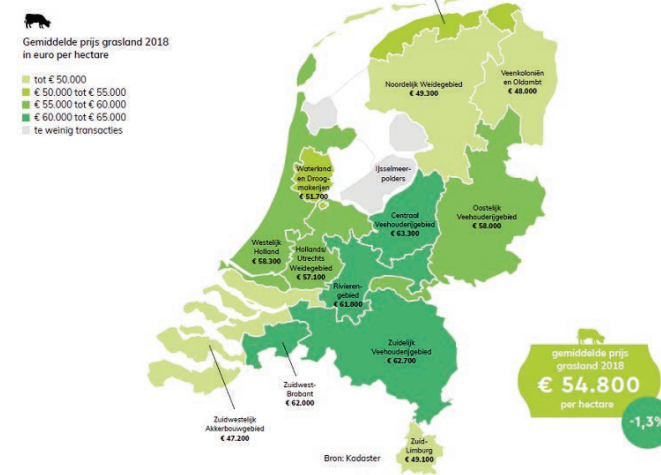 Gemiddelde prijs grasland 2018
in euro per hectare
tot € 50.000
€ 50.000 tot € 55.000
€ 55.000 tot € 60.000
€ 60.000 tot € 65.000
te weinig transacties
Noordelijk Weidegebied
€ 49.300
Veenkoloniën
en Oldambt
€ 48.000
Waterland
en Droog-
makerijen
€ 51.700
IJsselmeer-
polders
Centraal
Veehouderijgebied
€ 63.300
Oostelijk
Veehouderijgebied
€ 58.000
Westelijk
Holland
€ 58.300
Hollands/
Utrechts
Weidegebied
€ 57.100
Rivieren-
gebied
€ 61.800
Zuidelijk
Veehouderijgebied
€ 62.700
Zuidwest-
Brabant
€ 62.000
Zuidwestelijk
Akkerbouwgebied
€ 47.200
Zuid-
Limburg
€ 49.100
Bron: Kadaster
gemiddelde prijs
grasland 2018
€ 54.800
per hectare
-1,3%